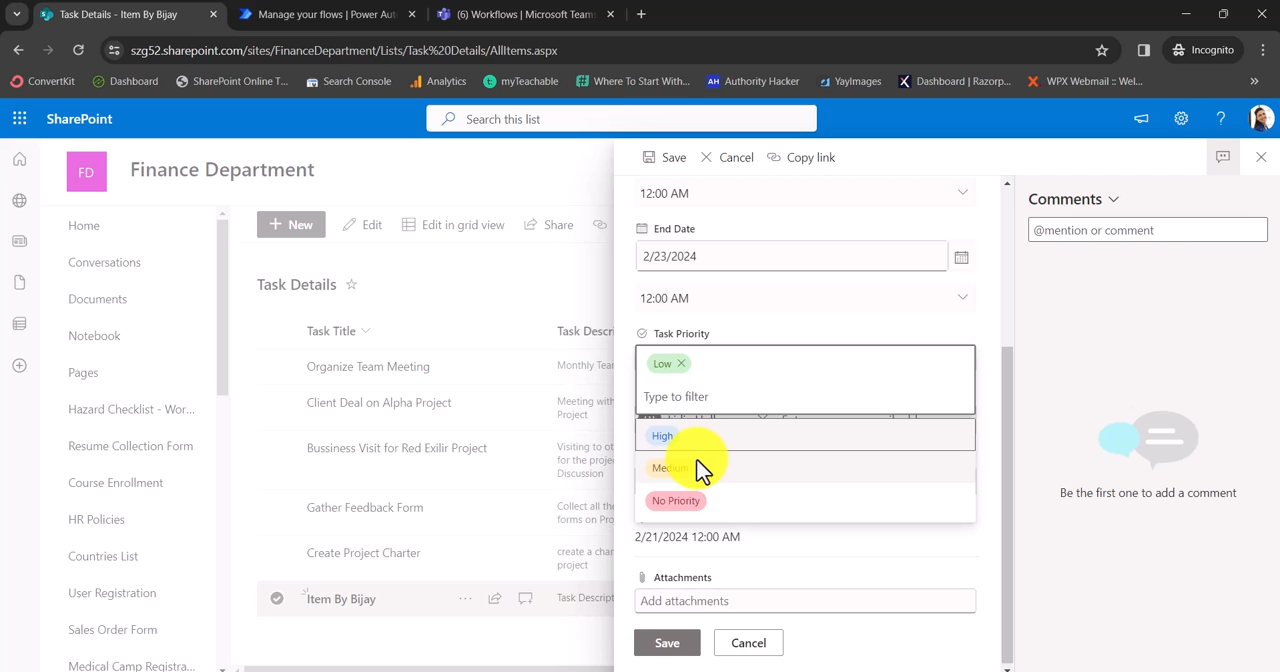 Task Details - Item By Bijay
Manage your flows | Power Aut
(6) Workflows | Microsoft Team
szg52.sharepoint.com/sites/FinanceDepartment/Lists/Task%20Details/AllItems.aspx
Incognito
ConvertKit
Dashboard
SharePoint Online T...
Search Console
Analytics
myTeachable
Where To Start With...
AH
Authority Hacker
YayImages
Dashboard | Razorp...
WPX Webmail :: Wel...
SharePoint
Search this list
FD
Finance Department
Home
Conversations
Documents
Notebook
Pages
Hazard Checklist - Wor...
Resume Collection Form
Course Enrollment
HR Policies
Countries List
User Registration
Sales Order Form
Medical Camp Registra...
New
Edit
Edit in grid view
Share
Task Details
Task Title
Task Descri
Organize Team Meeting
Monthly Tea
Client Deal on Alpha Project
Meeting with
Project
Bussiness Visit for Red Exilir Project
Visiting to ot
for the proje
Discussion
Gather Feedback Form
Collect all the
forms on Pro
Create Project Charter
create a char
project
Item By Bijay
Task Descript
Save
Cancel
Copy link
12:00 AM
End Date
2/23/2024
12:00 AM
Task Priority
Low
Type to filter
High
Medium
No Priority
2/21/2024 12:00 AM
Attachments
Add attachments
Save
Cancel
Comments
@mention or comment
Be the first one to add a comment